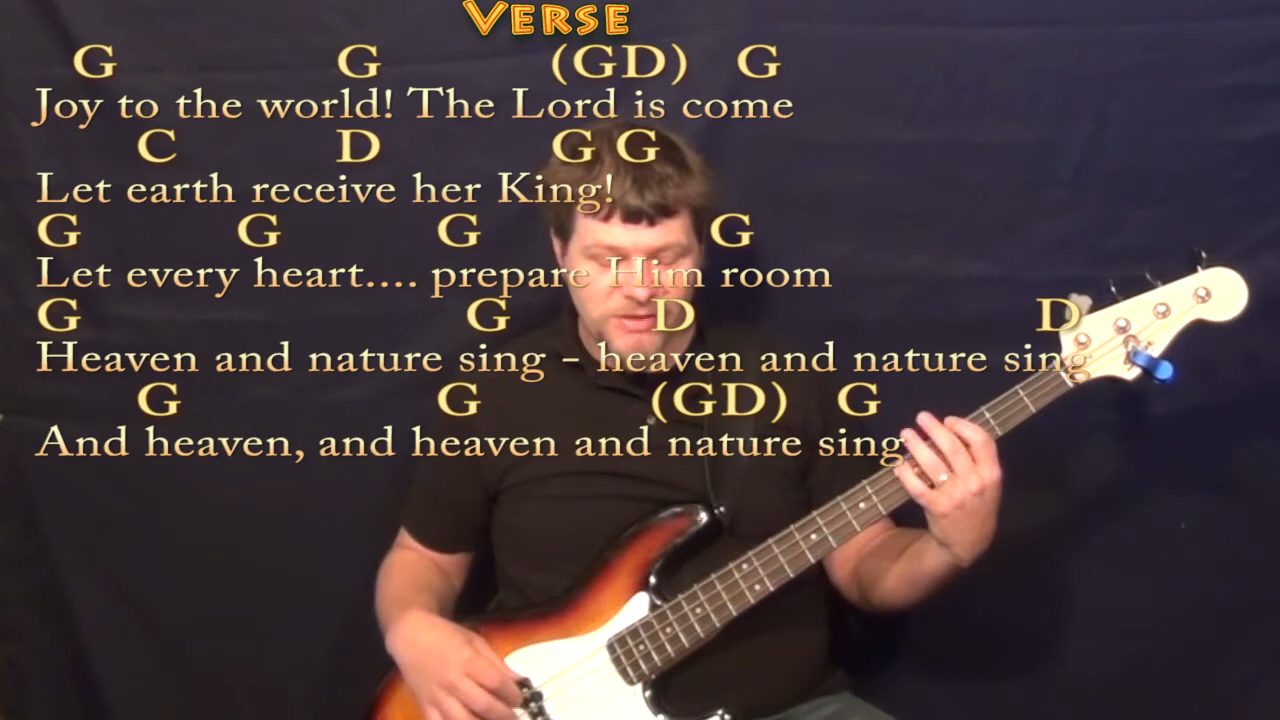 VERSE
G G (GD) G
Joy to the world! The Lord is come
C D G G
Let earth receive her King!
G G G G
Let every heart.... prepare Him room
G G D D
Heaven and nature sing - heaven and nature sing
G G (GD) G
And heaven, and heaven and nature sing